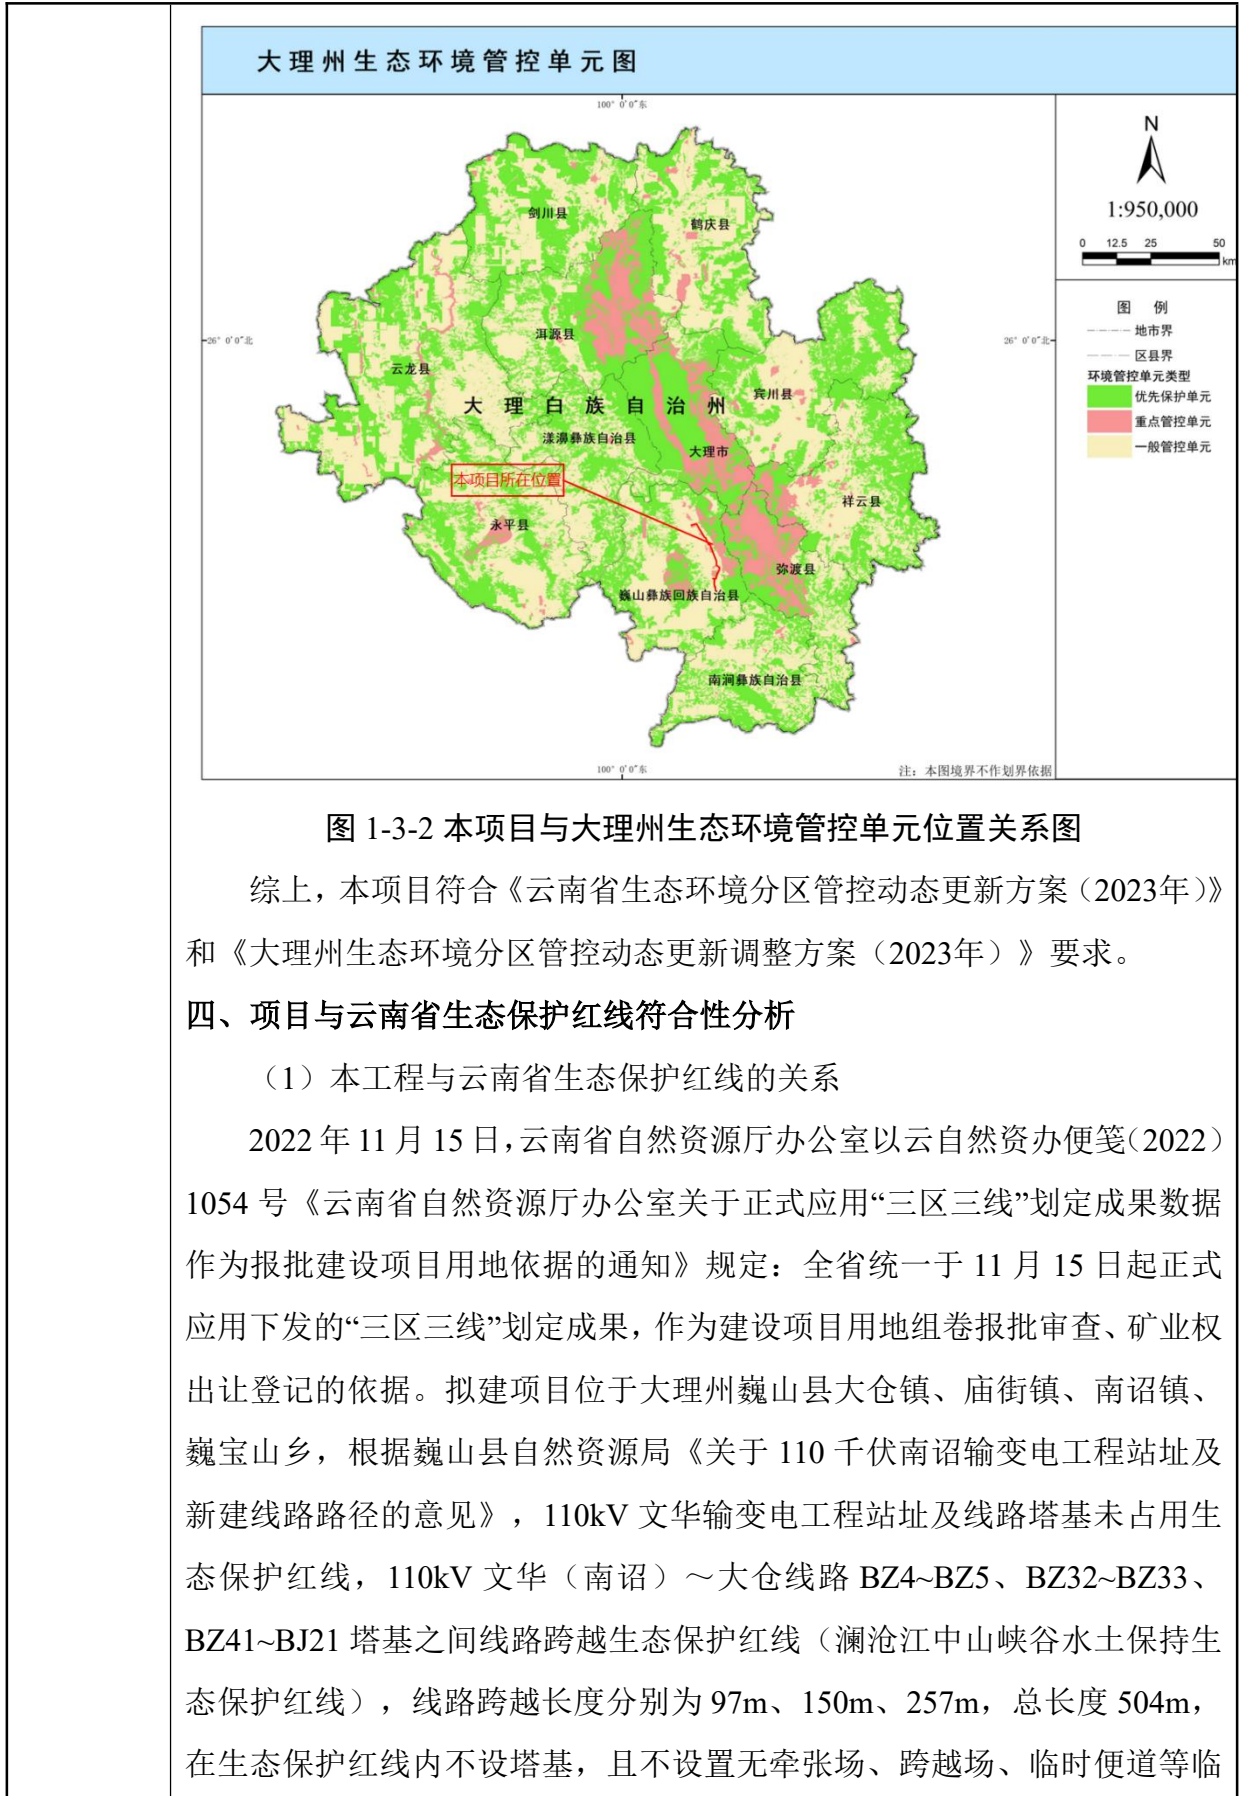 大理州生态环境管控单元图
100° 0′0″东
N
1:950,000
0 12.5 25 50
km
剑川县
鹤庆县
图 例
地市界
区县界
环境管控单元类型
优先保护单元
重点管控单元
一般管控单元
26° 0′0″北
26° 0′0″北
洱源县
云龙县
宾川县
大理白族自治州
漾濞彝族自治县
大理市
本项目所在位置
祥云县
永平县
弥渡县
巍山彝族回族自治县
南涧彝族自治县
100° 0′0″东
注：本图境界不作划界依据
图 1-3-2 本项目与大理州生态环境管控单元位置关系图
综上，本项目符合《云南省生态环境分区管控动态更新方案（2023年）》
和《大理州生态环境分区管控动态更新调整方案（2023年）》要求。
四、项目与云南省生态保护红线符合性分析
（1）本工程与云南省生态保护红线的关系
2022 年 11 月 15 日，云南省自然资源厅办公室以云自然资办便笺（2022）
1054 号《云南省自然资源厅办公室关于正式应用“三区三线”划定成果数据
作为报批建设项目用地依据的通知》规定：全省统一于 11 月 15 日起正式
应用下发的“三区三线”划定成果，作为建设项目用地组卷报批审查、矿业权
出让登记的依据。拟建项目位于大理州巍山县大仓镇、庙街镇、南诏镇、
巍宝山乡，根据巍山县自然资源局《关于 110 千伏南诏输变电工程站址及
新建线路路径的意见》，110kV 文华输变电工程站址及线路塔基未占用生
态保护红线，110kV 文华（南诏）～大仓线路 BZ4~BZ5、BZ32~BZ33、
BZ41~BJ21 塔基之间线路跨越生态保护红线（澜沧江中山峡谷水土保持生
态保护红线），线路跨越长度分别为 97m、150m、257m，总长度 504m，
在生态保护红线内不设塔基，且不设置无牵张场、跨越场、临时便道等临